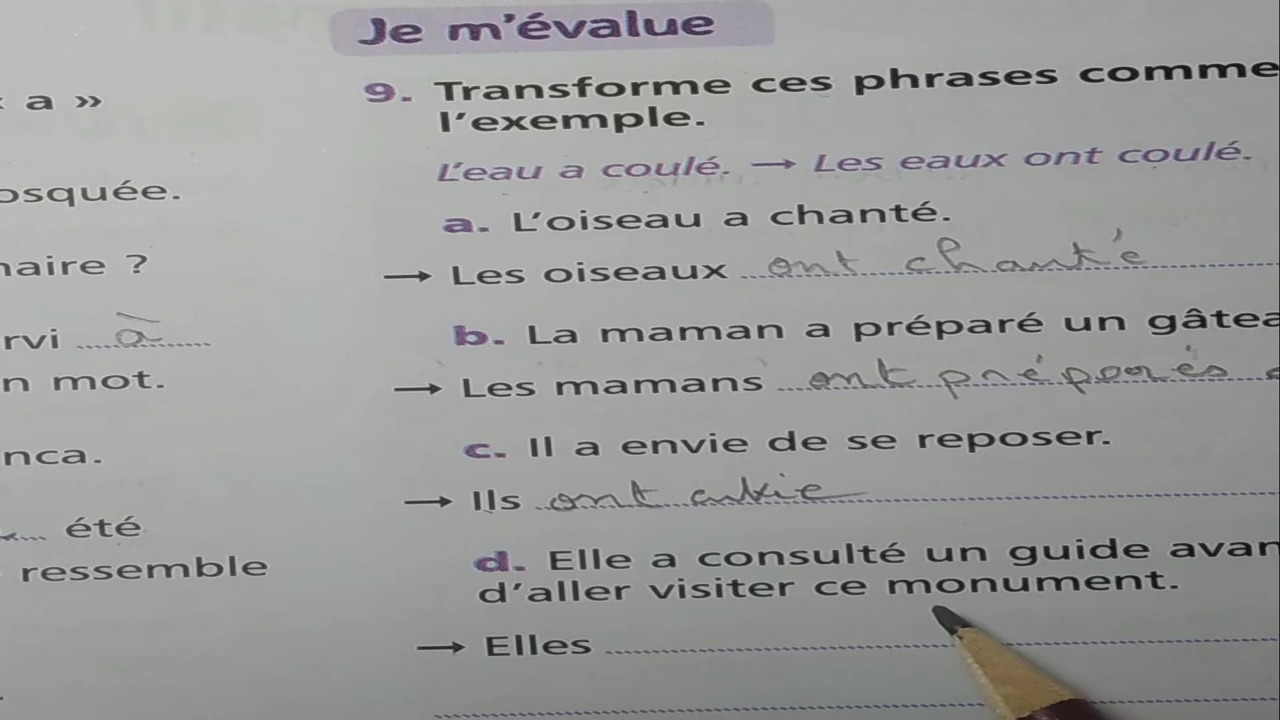 Je m'évalue
9. Transforme ces phrases comme
l'exemple.
L'eau a coulé. → Les eaux ont coulé.
a. L'oiseau a chanté.
→ Les oiseaux ont chanté
b. La maman a préparé un gâtea
→ Les mamans ont préparés
c. Il a envie de se reposer.
→ Ils ont
d. Elle a consulté un guide avan
d'aller visiter ce monument.
→ Elles
a »
osquée.
naire ?
rvi à
n mot.
nca.
été
ressemble